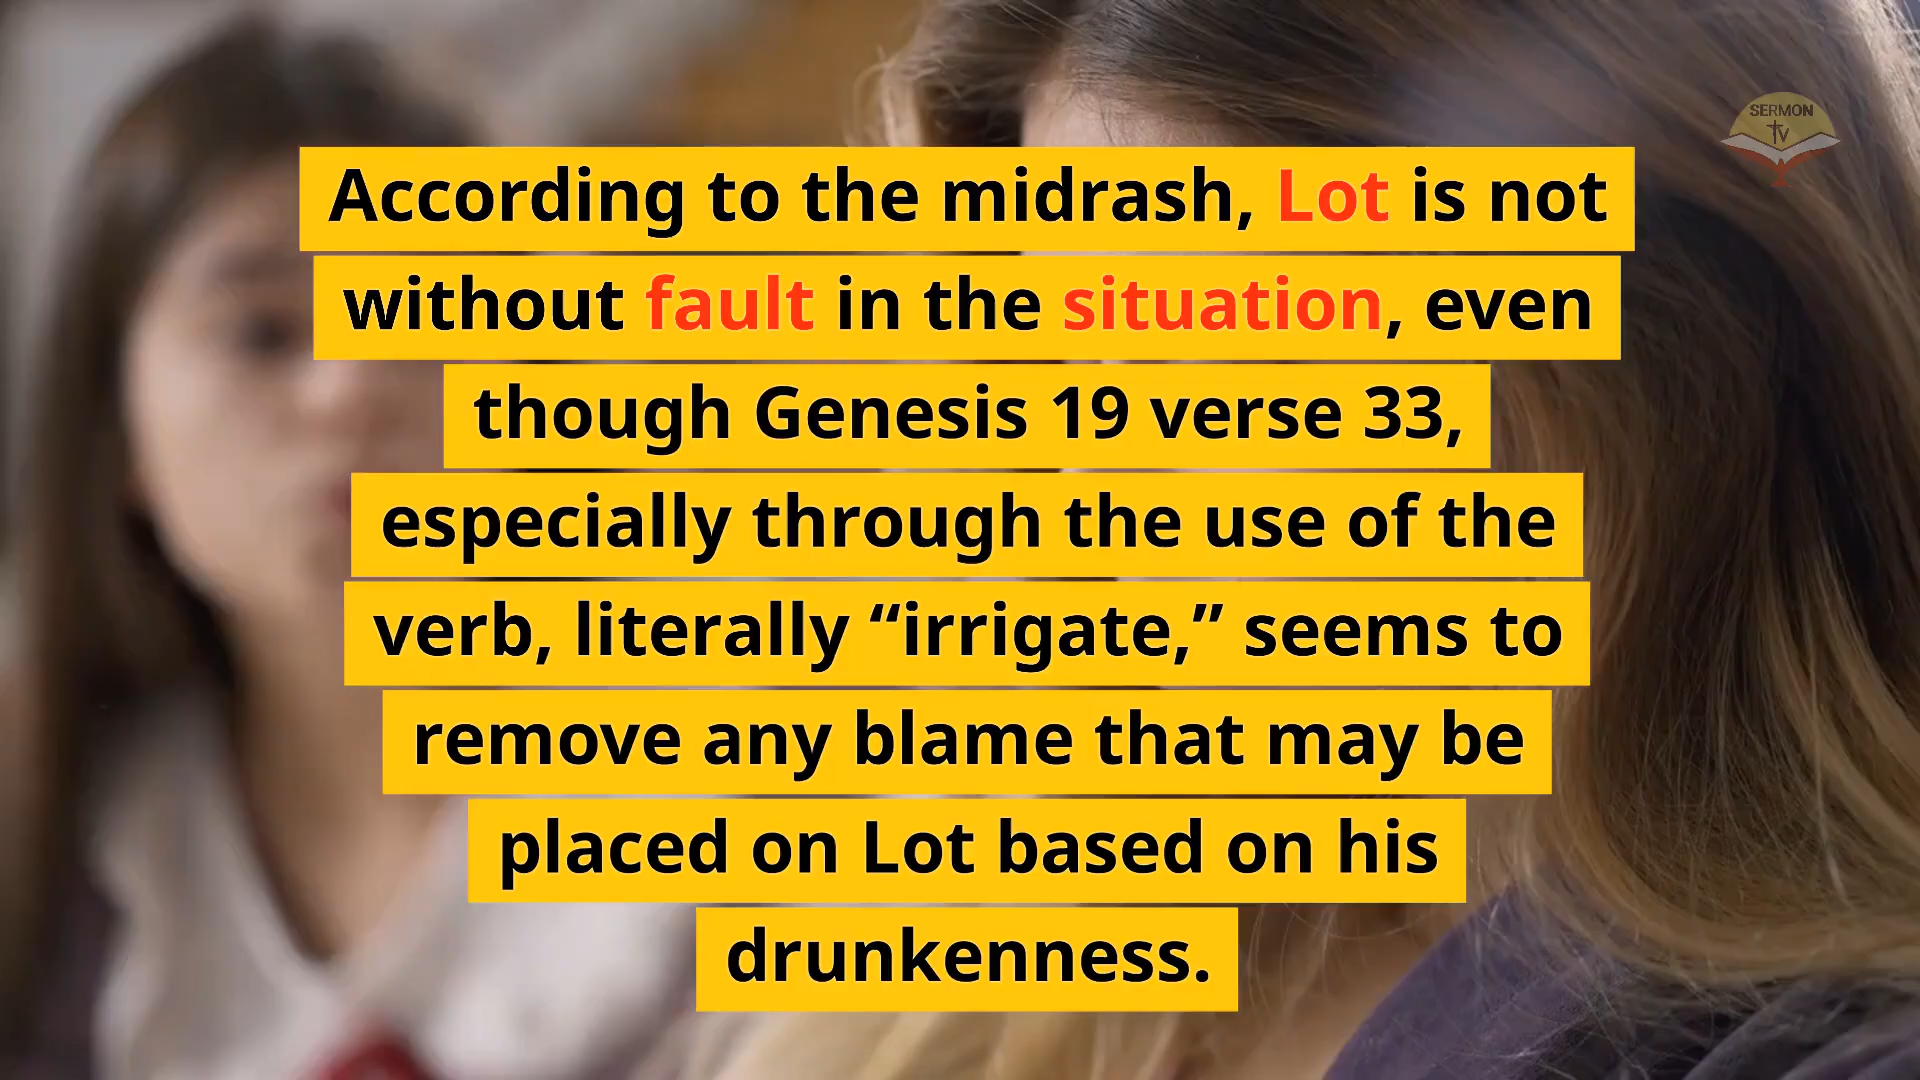 SERMON
TV
According to the midrash, Lot is not
without fault in the situation, even
though Genesis 19 verse 33,
especially through the use of the
verb, literally “irrigate,” seems to
remove any blame that may be
placed on Lot based on his
drunkenness.